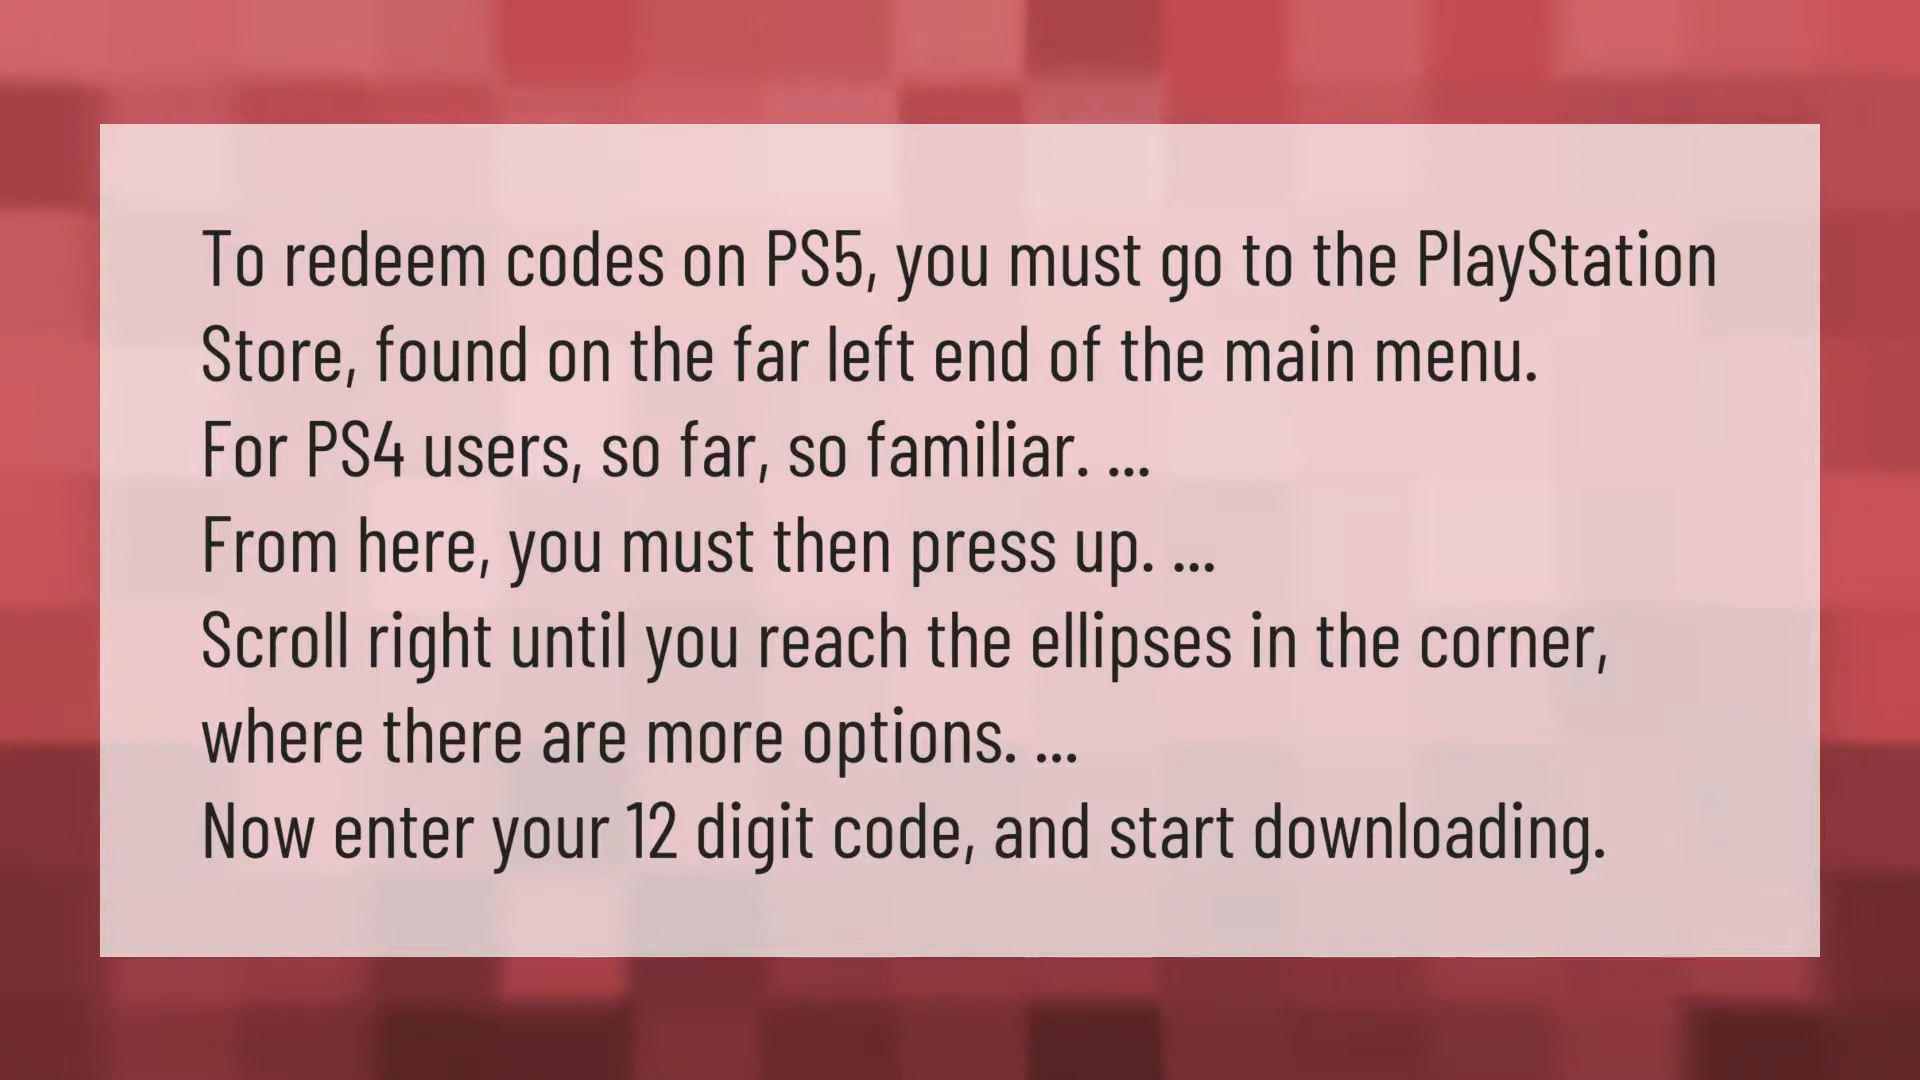 To redeem codes on PS5, you must go to the PlayStation
Store, found on the far left end of the main menu.
For PS4 users, so far, so familiar. ...
From here, you must then press up. ...
Scroll right until you reach the ellipses in the corner,
where there are more options. ...
Now enter your 12 digit code, and start downloading.